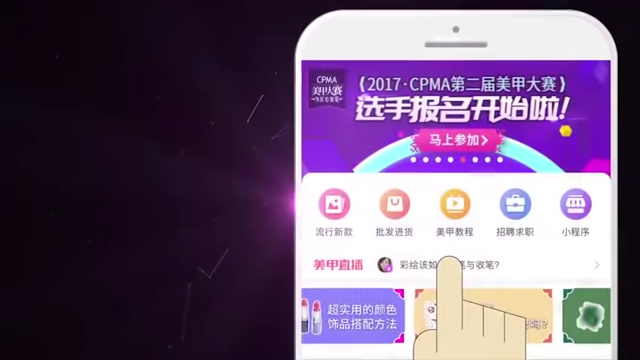 CPMA
美甲大赛
《2017·CPMA第二届美甲大赛》
选手报名开始啦!
马上参加>
流行新款
批发进货
美甲教程
招聘求职
小程序
美甲直播
彩绘该如 笔与收笔?
超实用的颜色
饰品搭配方法
吗?